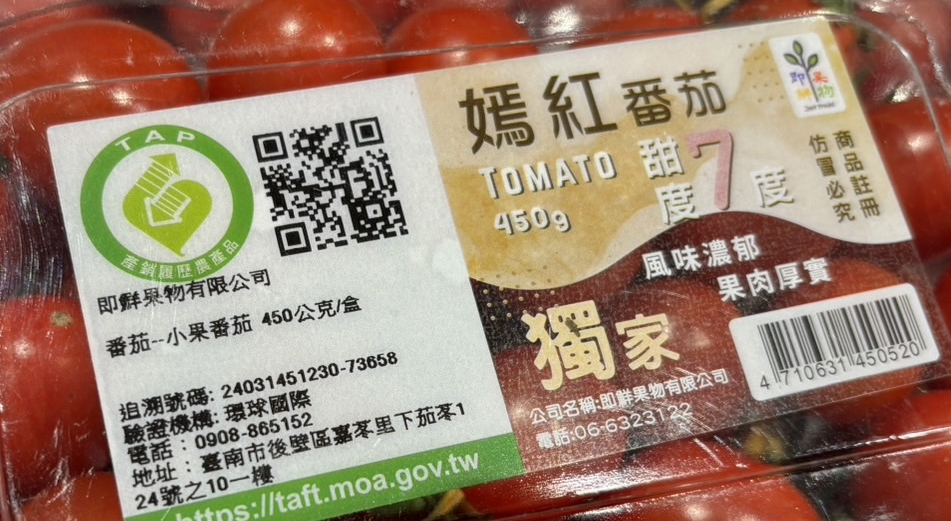 TAP
產銷履歷農產品
即鮮果物有限公司
番茄--小果番茄 450公克/盒
追溯號碼: 24031451230-73658
驗證機構: 環球國際
電話: 0908-865152
地址: 臺南市後壁區嘉苳里下茄苳1
24號之10一樓
https://taft.moa.gov.tw
嫣紅番茄
TOMATO
450g
甜度7度
即鮮果物
商品註冊
仿冒必究
風味濃郁
果肉厚實
獨家
公司名稱:即鮮果物有限公司
電話:06-6323122
4 710631 450520